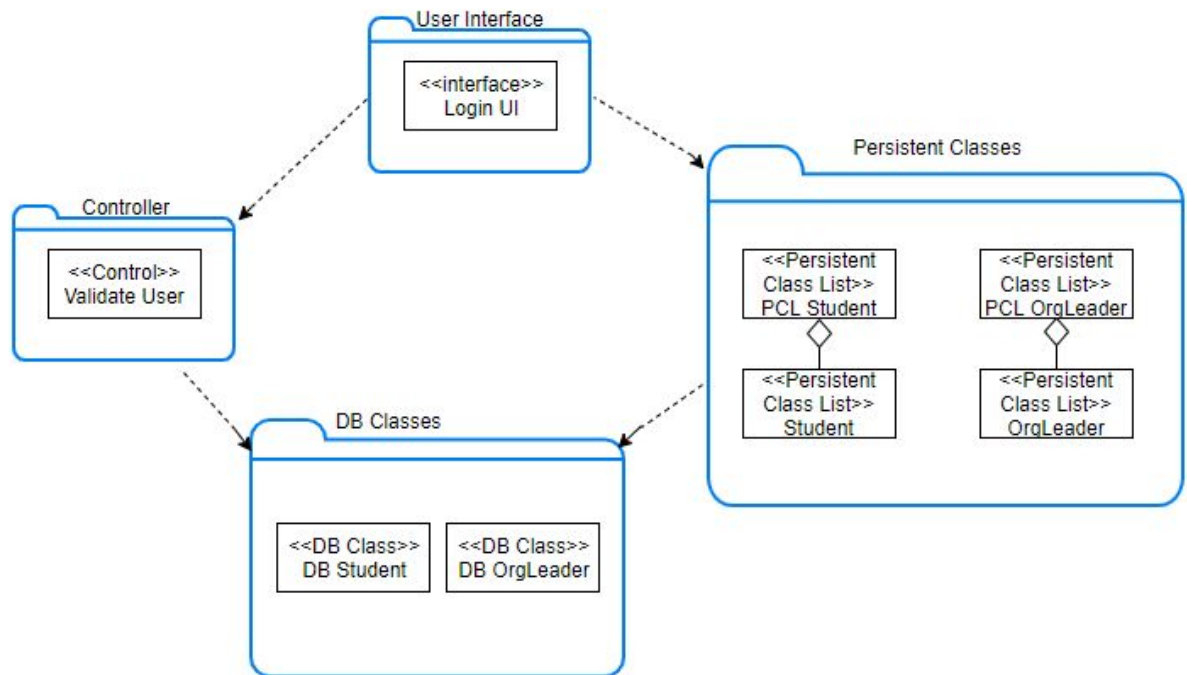 User Interface
<<interface>>
Login UI
Persistent Classes
Controller
<<Control>>
Validate User
<<Persistent
Class List>>
PCL Student
<<Persistent
Class List>>
PCL OrgLeader
<<Persistent
Class List>>
Student
<<Persistent
Class List>>
OrgLeader
DB Classes
<<DB Class>>
DB Student
<<DB Class>>
DB OrgLeader